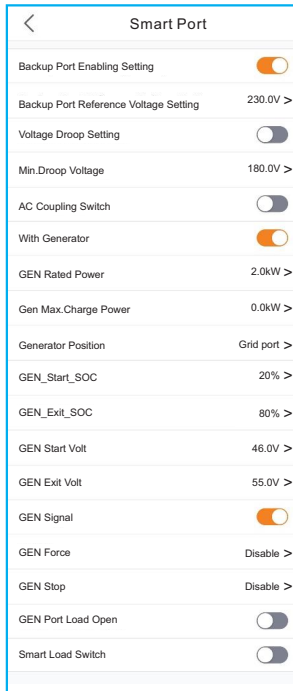 Smart Port
Backup Port Enabling Setting
Backup Port Reference Voltage Setting 230.0V >
Voltage Droop Setting
Min.Droop Voltage 180.0V >
AC Coupling Switch
With Generator
GEN Rated Power 2.0kW >
Gen Max.Charge Power 0.0kW >
Generator Position Grid port >
GEN_Start_SOC 20% >
GEN_Exit_SOC 80% >
GEN Start Volt 46.0V >
GEN Exit Volt 55.0V >
GEN Signal
GEN Force Disable >
GEN Stop Disable >
GEN Port Load Open
Smart Load Switch